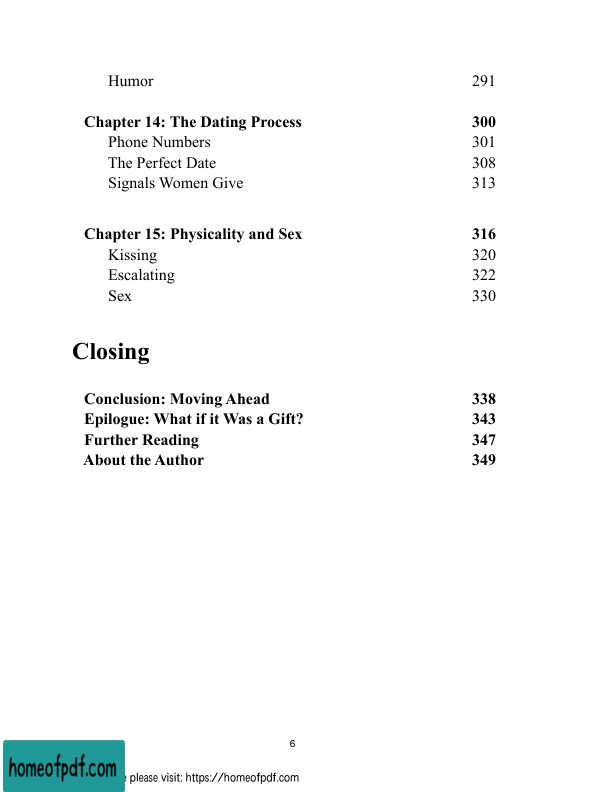 Humor 291
Chapter 14: The Dating Process 300
Phone Numbers 301
The Perfect Date 308
Signals Women Give 313
Chapter 15: Physicality and Sex 316
Kissing 320
Escalating 322
Sex 330
Closing
Conclusion: Moving Ahead 338
Epilogue: What if it Was a Gift? 343
Further Reading 347
About the Author 349
6
homeofpdf.com
please visit: https://homeofpdf.com